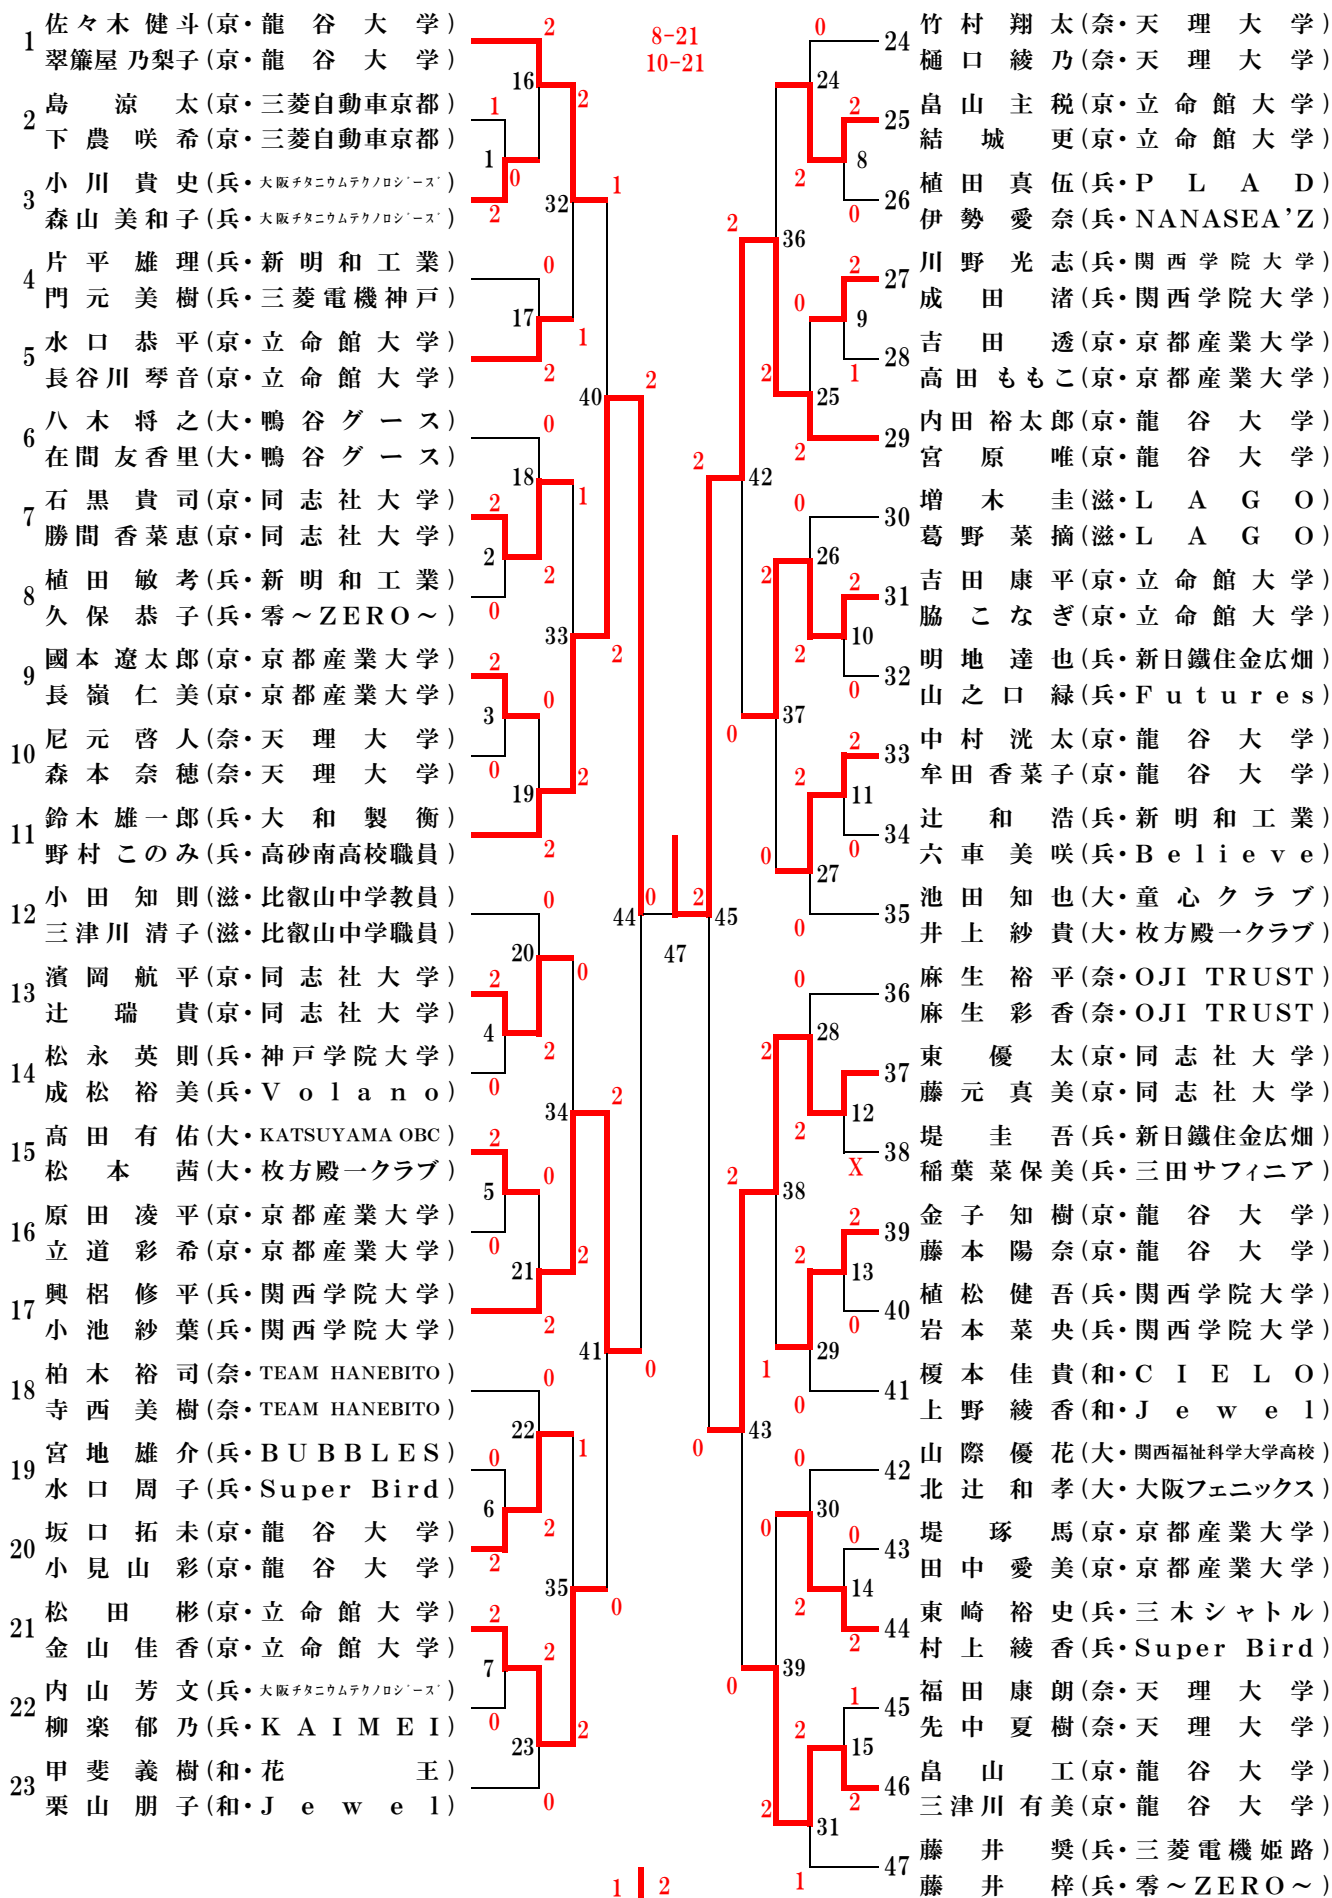 8-21
10-21
1 佐々木 健斗(京・龍谷大学)
翠簾屋 乃梨子(京・龍谷大学)
2 島 涼太(京・三菱自動車京都)
下農 咲希(京・三菱自動車京都)
3 小川 貴史(兵・大阪チタニウムテクノロジーズ)
森山 美和子(兵・大阪チタニウムテクノロジーズ)
4 片平 雄理(兵・新明和工業)
門元 美樹(兵・三菱電機神戸)
5 水口 恭平(京・立命館大学)
長谷川 琴音(京・立命館大学)
6 八木 将之(大・鴨谷グース)
在間 友香里(大・鴨谷グース)
7 石黒 貴司(京・同志社大学)
勝間 香菜恵(京・同志社大学)
8 植田 敏考(兵・新明和工業)
久保 恭子(兵・零～ZERO～)
9 國本 遼太郎(京・京都産業大学)
長嶺 仁美(京・京都産業大学)
10 尼元 啓人(奈・天理大学)
森本 奈穂(奈・天理大学)
11 鈴木 雄一郎(兵・大和製衡)
野村 このみ(兵・高砂南高校職員)
12 小田 知則(滋・比叡山中学教員)
三津川 清子(滋・比叡山中学職員)
13 濱岡 航平(京・同志社大学)
辻 瑞貴(京・同志社大学)
14 松永 英則(兵・神戸学院大学)
成松 裕美(兵・Volano)
15 髙田 有佑(大・KATSUYAMA OBC)
松本 茜(大・枚方殿一クラブ)
16 原田 凌平(京・京都産業大学)
立道 彩希(京・京都産業大学)
17 興梠 修平(兵・関西学院大学)
小池 紗葉(兵・関西学院大学)
18 柏木 裕司(奈・TEAM HANEBITO)
寺西 美樹(奈・TEAM HANEBITO)
19 宮地 雄介(兵・BUBBLES)
水口 周子(兵・Super Bird)
20 坂口 拓未(京・龍谷大学)
小見山 彩(京・龍谷大学)
21 松田 彬(京・立命館大学)
金山 佳香(京・立命館大学)
22 内山 芳文(兵・大阪チタニウムテクノロジーズ)
柳楽 郁乃(兵・KAIMEI)
23 甲斐 義樹(和・花王)
栗山 朋子(和・Jewel)
24 竹村 翔太(奈・天理大学)
樋口 綾乃(奈・天理大学)
25 畠山 主税(京・立命館大学)
結城 更(京・立命館大学)
26 植田 真伍(兵・PLAD)
伊勢 愛奈(兵・NANASEA'Z)
27 川野 光志(兵・関西学院大学)
成田 渚(兵・関西学院大学)
28 吉田 透(京・京都産業大学)
高田 ももこ(京・京都産業大学)
29 内田 裕太郎(京・龍谷大学)
宮原 唯(京・龍谷大学)
30 増木 圭(滋・LAGO)
葛野 菜摘(滋・LAGO)
31 吉田 康平(京・立命館大学)
脇 こなぎ(京・立命館大学)
32 明地 達也(兵・新日鐵住金広畑)
山之口 緑(兵・Futures)
33 中村 洸太(京・龍谷大学)
牟田 香菜子(京・龍谷大学)
34 辻 和浩(兵・新明和工業)
六車 美咲(兵・Believe)
35 池田 知也(大・童心クラブ)
井上 紗貴(大・枚方殿一クラブ)
36 麻生 裕平(奈・OJI TRUST)
麻生 彩香(奈・OJI TRUST)
37 東 優太(京・同志社大学)
藤元 真美(京・同志社大学)
38 堤 圭吾(兵・新日鐵住金広畑)
稲葉 菜保美(兵・三田サフィニア)
39 金子 知樹(京・龍谷大学)
藤本 陽奈(京・龍谷大学)
40 植松 健吾(兵・関西学院大学)
岩本 菜央(兵・関西学院大学)
41 榎本 佳貴(和・CIELO)
上野 綾香(和・Jewel)
42 山際 優花(大・関西福祉科学大学高校)
北辻 和孝(大・大阪フェニックス)
43 堤 琢馬(京・京都産業大学)
田中 愛美(京・京都産業大学)
44 東崎 裕史(兵・三木シャトル)
村上 綾香(兵・Super Bird)
45 福田 康朗(奈・天理大学)
先中 夏樹(奈・天理大学)
46 畠山 工(京・龍谷大学)
三津川 有美(京・龍谷大学)
47 藤井 奨(兵・三菱電機姫路)
藤井 梓(兵・零～ZERO～)
1 2